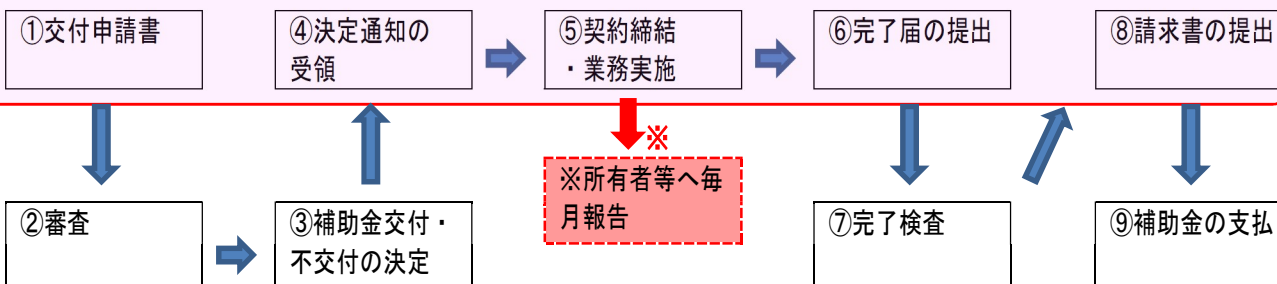 ①交付申請書
④決定通知の
受領
⑤契約締結
・業務実施
⑥完了届の提出
⑧請求書の提出
※
※所有者等へ毎
月報告
②審査
③補助金交付・
不交付の決定
⑦完了検査
⑨補助金の支払